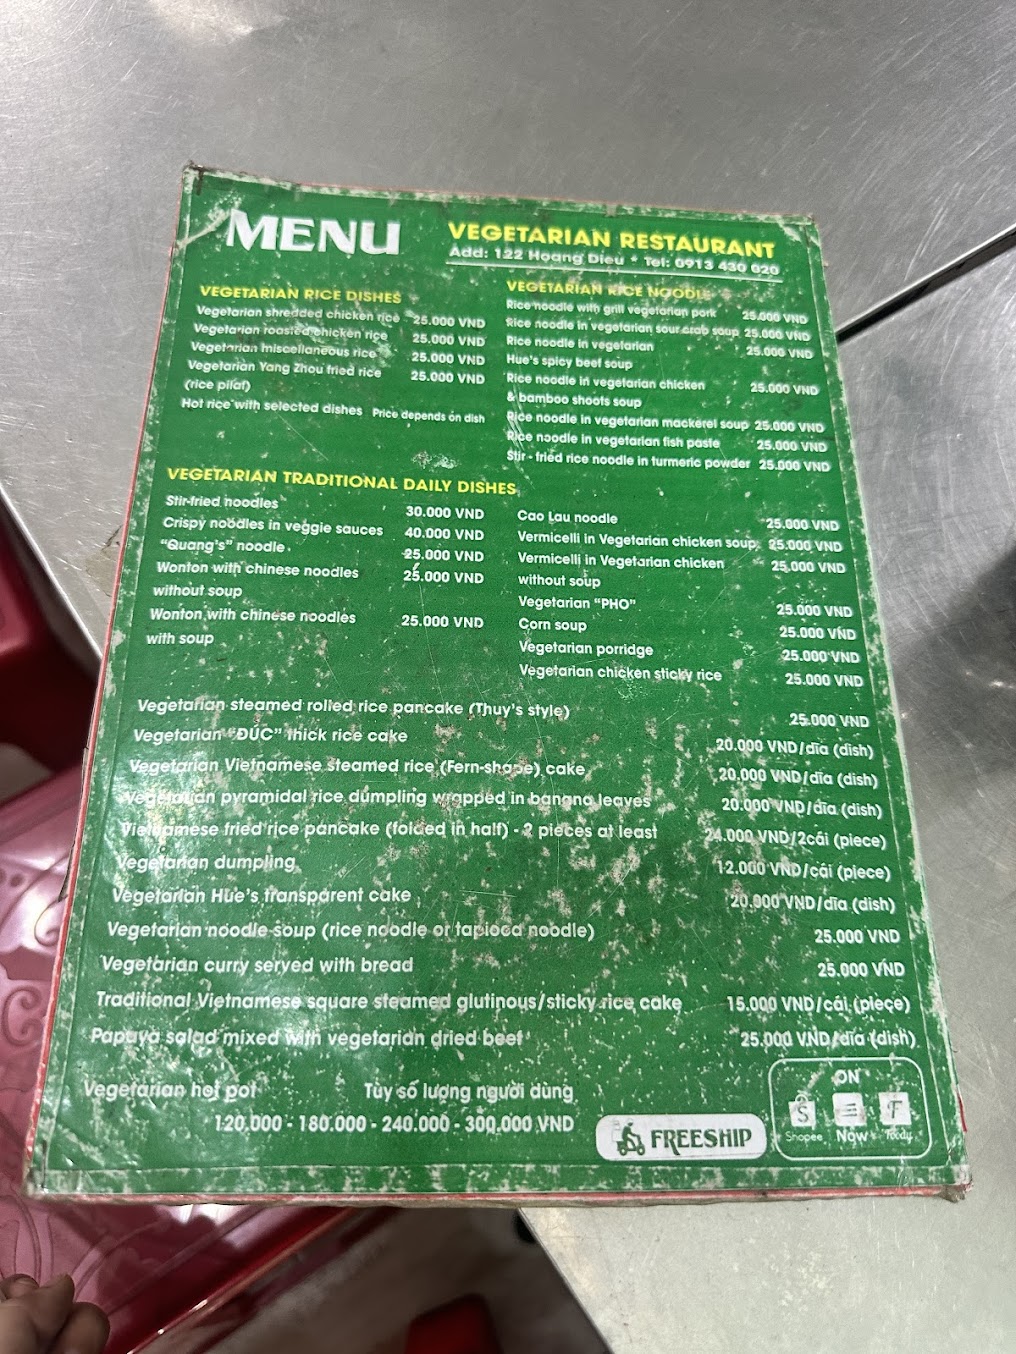 MENU
VEGETARIAN RESTAURANT
Add: 122 Hoang Dieu * Tel: 0913 430 020
VEGETARIAN RICE DISHES
Vegetarian shredded chicken rice 25.000 VND
Vegetarian roasted chicken rice 25.000 VND
Vegetarian miscellaneous rice 25.000 VND
Vegetarian Yang Zhou fried rice 25.000 VND
(rice pilaf)
Hot rice with selected dishes Price depends on dish
VEGETARIAN RICE NOODLE
Rice noodle with grill vegetarian pork 25.000 VND
Rice noodle in vegetarian sour crab soup 25.000 VND
Rice noodle in vegetarian 25.000 VND
Hue's spicy beef soup
Rice noodle in vegetarian chicken 25.000 VND
& bamboo shoots soup
Rice noodle in vegetarian mackerel soup 25.000 VND
Rice noodle in vegetarian fish paste 25.000 VND
Stir - fried rice noodle in turmeric powder 25.000 VND
VEGETARIAN TRADITIONAL DAILY DISHES
Stir-fried noodles 30.000 VND
Crispy noodles in veggie sauces 40.000 VND
"Quang's" noodle 25.000 VND
Wonton with chinese noodles 25.000 VND
without soup
Wonton with chinese noodles 25.000 VND
with soup
Cao Lau noodle 25.000 VND
Vermicelli in Vegetarian chicken soup 25.000 VND
Vermicelli in Vegetarian chicken 25.000 VND
without soup
Vegetarian "PHO" 25.000 VND
Corn soup 25.000 VND
Vegetarian porridge 25.000 VND
Vegetarian chicken sticky rice 25.000 VND
Vegetarian steamed rolled rice pancake (Thuy's style) 25.000 VND
Vegetarian "ĐÚC" thick rice cake 20.000 VND/dĩa (dish)
Vegetarian Vietnamese steamed rice (Fern-shape) cake 20.000 VND/dĩa (dish)
Vegetarian pyramidal rice dumpling wrapped in banana leaves 20.000 VND/dĩa (dish)
Vietnamese fried rice pancake (folded in half) - 2 pieces at least 24.000 VND/2cái (piece)
Vegetarian dumpling 12.000 VND/cái (piece)
Vegetarian Hue's transparent cake 20.000 VND/dĩa (dish)
Vegetarian noodle soup (rice noodle or tapioca noodle) 25.000 VND
Vegetarian curry served with bread 25.000 VND
Traditional Vietnamese square steamed glutinous/sticky rice cake 15.000 VND/cái (piece)
Papaya salad mixed with vegetarian dried beef 25.000 VND/dĩa (dish)
Vegetarian hot pot Tùy số lượng người dùng
120.000 - 180.000 - 240.000 - 300.000 VND
FREESHIP
ON
Shopee Now Foody